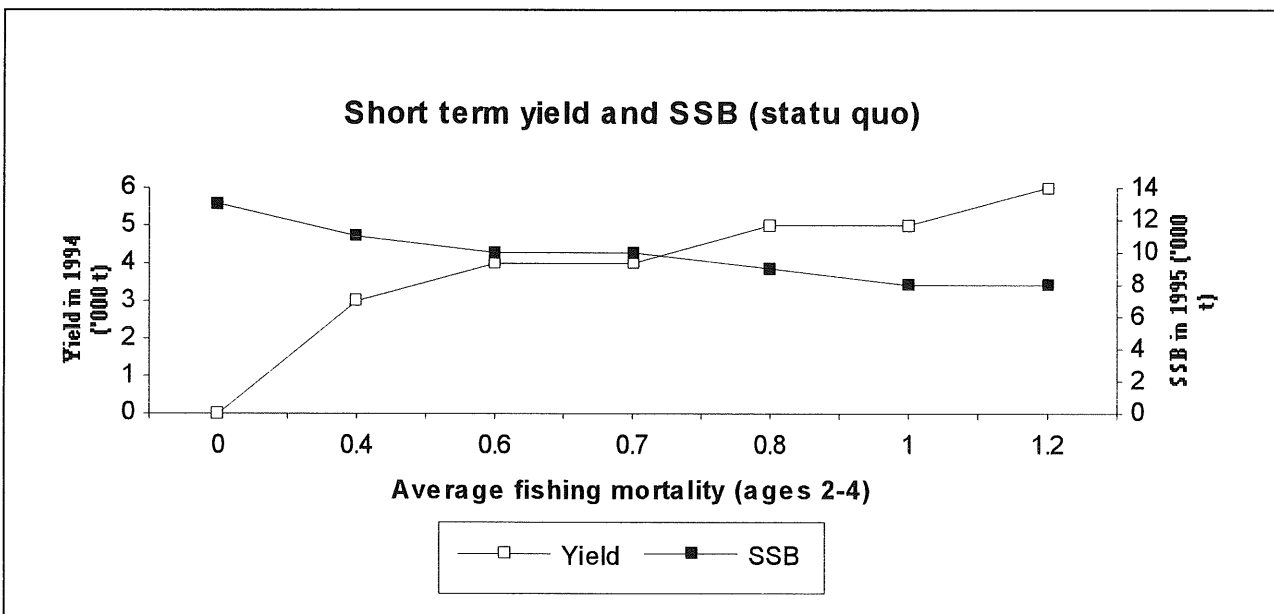 Short term yield and SSB (statu quo)
Yield in 1994
('000 t)
6
5
4
3
2
1
0
14
12
10
8
6
4
2
0
SSB in 1995 ('000
t)
0 0.4 0.6 0.7 0.8 1 1.2
Average fishing mortality (ages 2-4)
Yield SSB